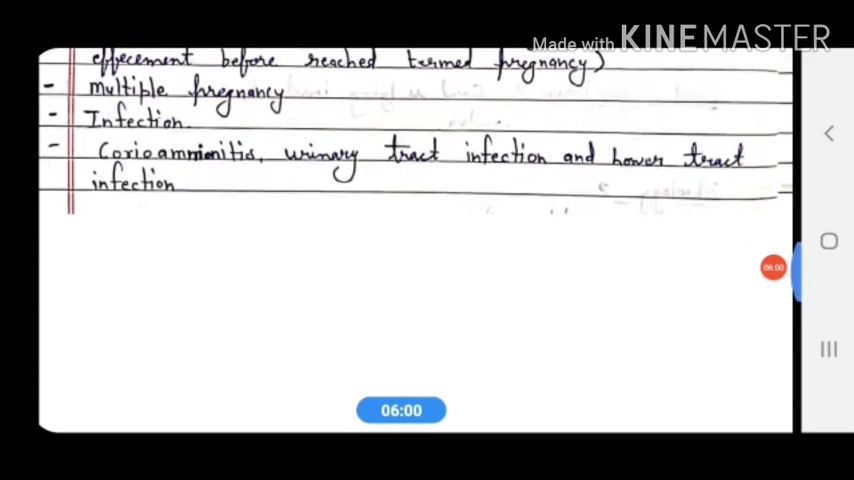 Made with KINEMASTER
effecement before reached termed pregnancy)
- Multiple pregnancy
- Infection.
- Corioamnionitis, urinary tract infection and hower tract
infection
06:00
06:00